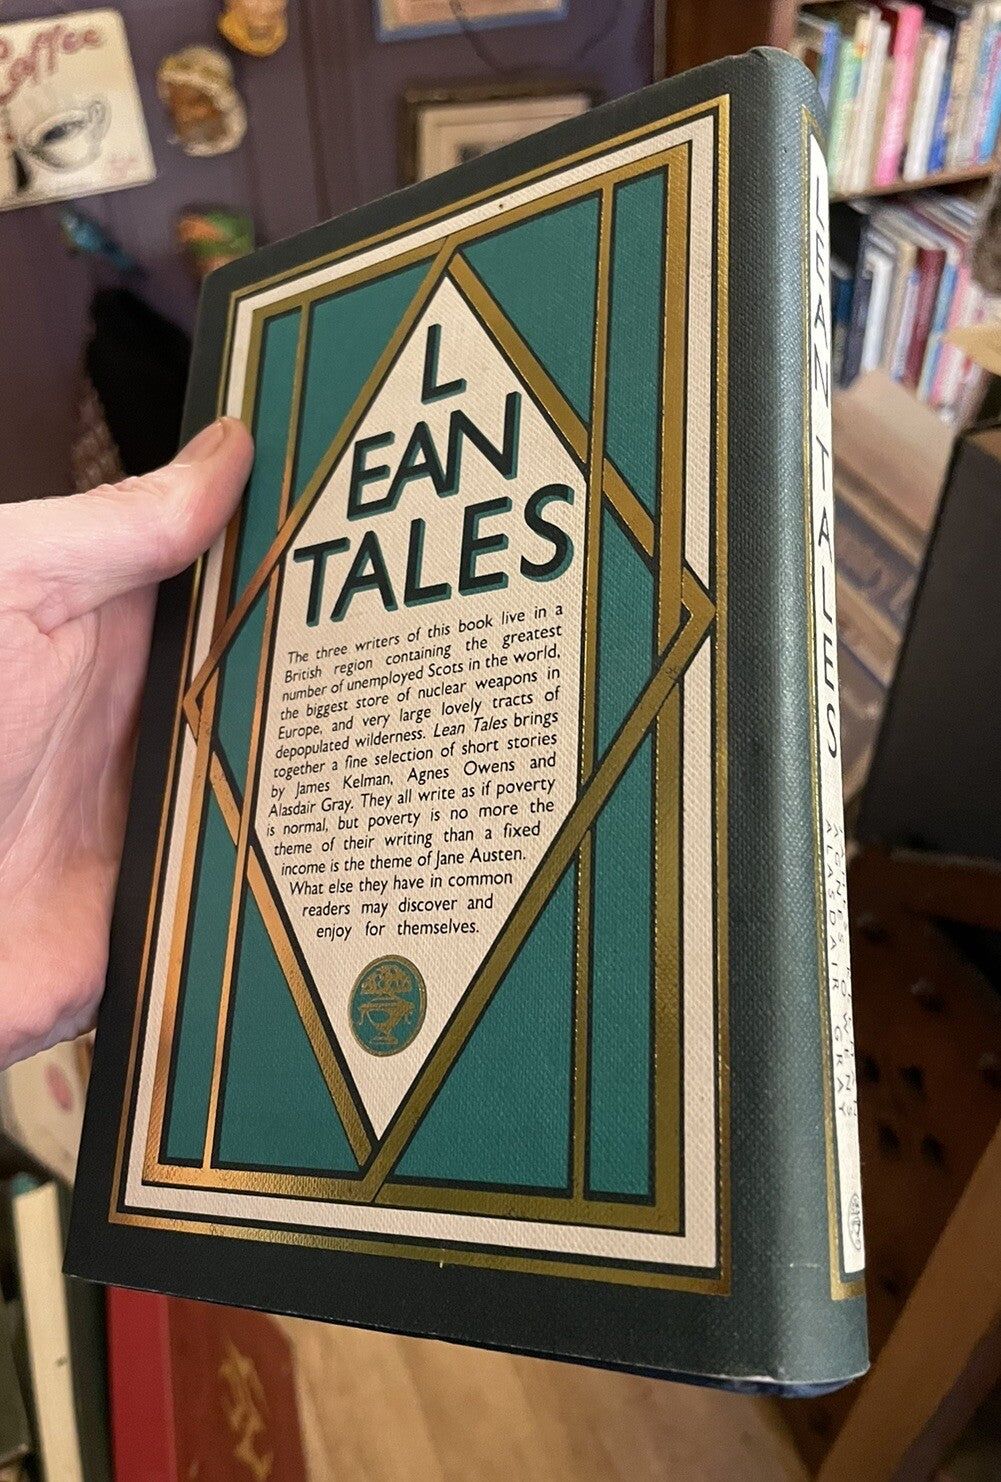 Coffee
L
EAN
TALES
The three writers of this book live in a
British region containing the greatest
number of unemployed Scots in the world,
the biggest store of nuclear weapons in
Europe, and very large lovely tracts of
depopulated wilderness. Lean Tales brings
together a fine selection of short stories
by James Kelman, Agnes Owens and
Alasdair Gray. They all write as if poverty
is normal, but poverty is no more the
theme of their writing than a fixed
income is the theme of Jane Austen.
What else they have in common
readers may discover and
enjoy for themselves.
LEAN TALES
AGNES OWENS
ALASDAIR GRAY